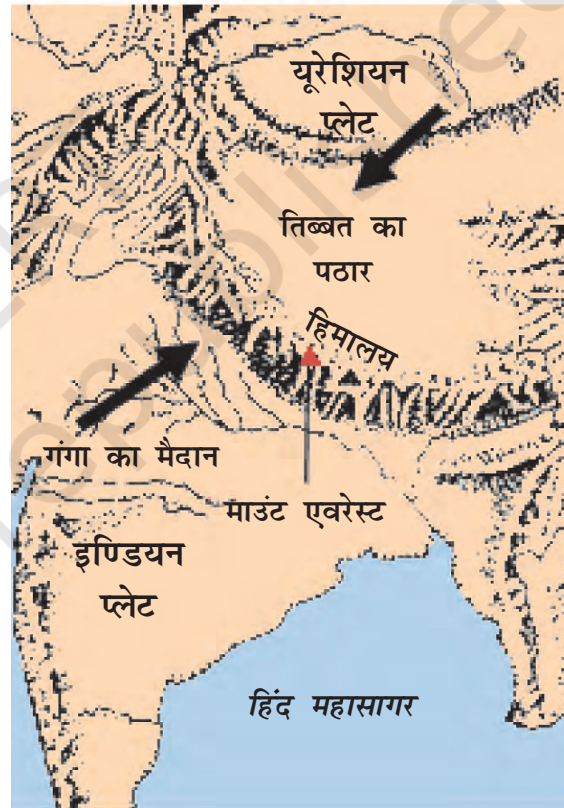 यूरेशियन
प्लेट
तिब्बत का
पठार
हिमालय
गंगा का मैदान
माउंट एवरेस्ट
इण्डियन
प्लेट
हिंद महासागर